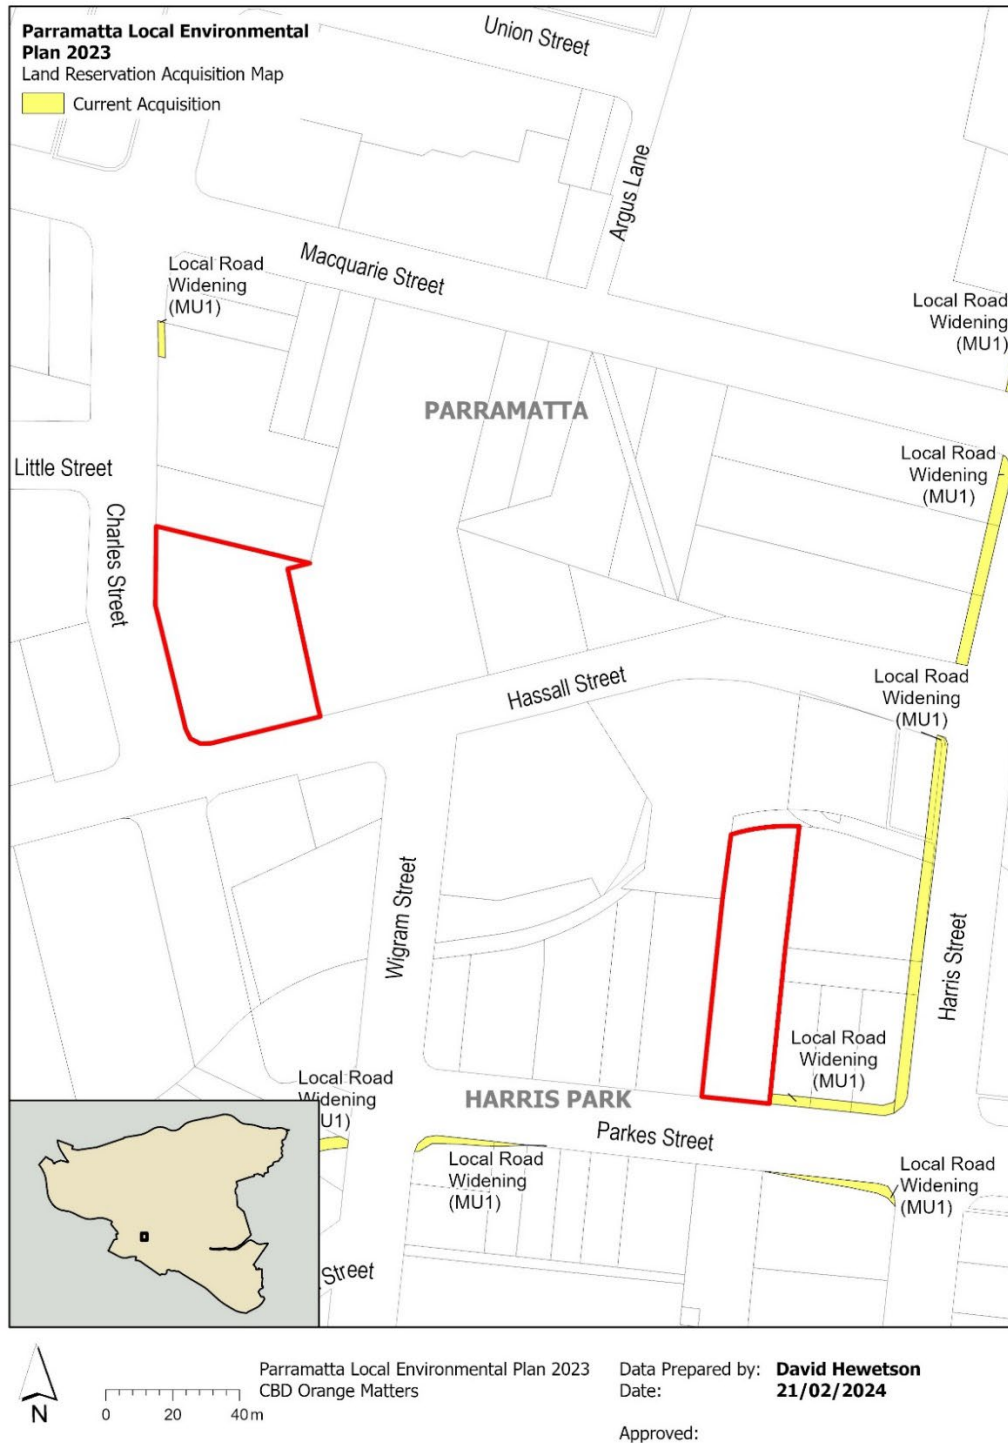 Parramatta Local Environmental
Plan 2023
Land Reservation Acquisition Map
Current Acquisition
Union Street
Argus Lane
Macquarie Street
Local Road
Widening
(MU1)
Local Road
Widening
(MU1)
PARRAMATTA
Local Road
Widening
(MU1)
Little Street
Charles Street
Hassall Street
Local Road
Widening
(MU1)
Wigram Street
Harris Street
Local Road
Widening
(MU1)
Local Road
Widening
U1)
HARRIS PARK
Parkes Street
Local Road
Widening
(MU1)
Local Road
Widening
(MU1)
Street
N
0 20 40 m
Parramatta Local Environmental Plan 2023
CBD Orange Matters
Data Prepared by: David Hewetson
Date: 21/02/2024
Approved: